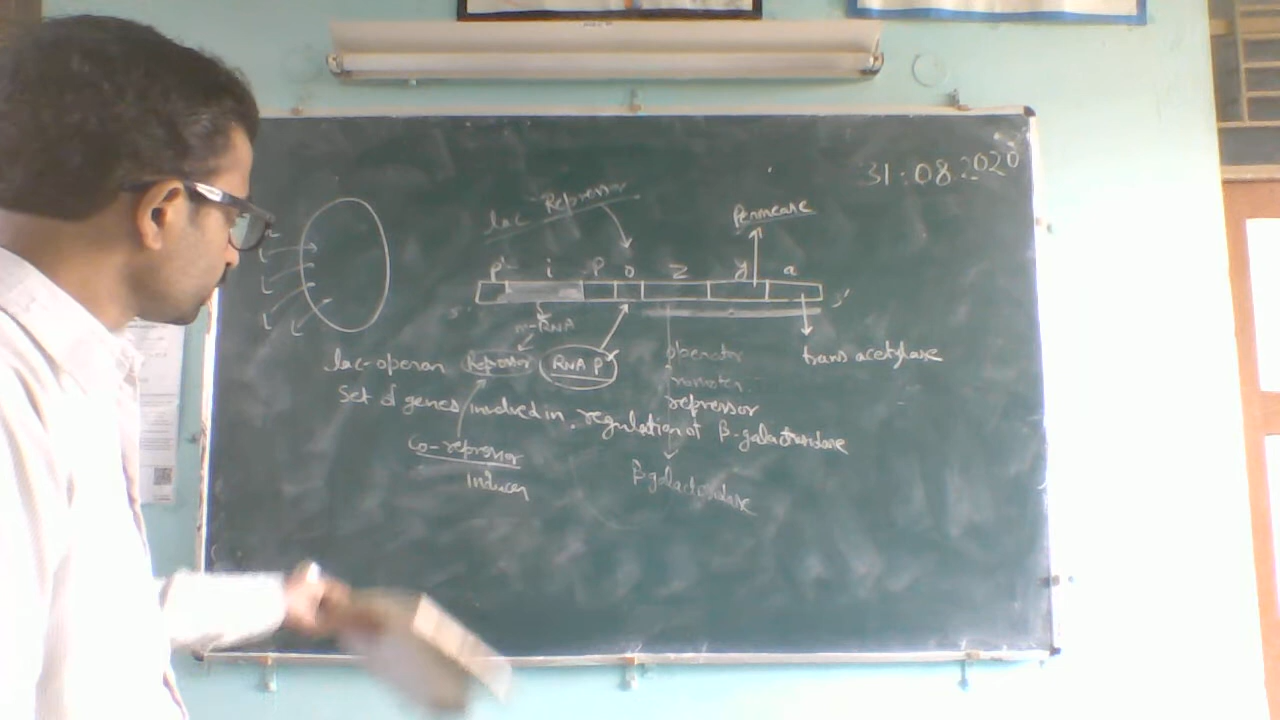 31.08.2020
lac Repressor
Permease
P i P o Z y a
5' 3'
m-RNA
lac-operan Repressor RNA P
operator
trans acetylase
Promoter
repressor
Set of genes involved in regulation of β-galactosidase
Co-repressor
Inducer
β galactosidase